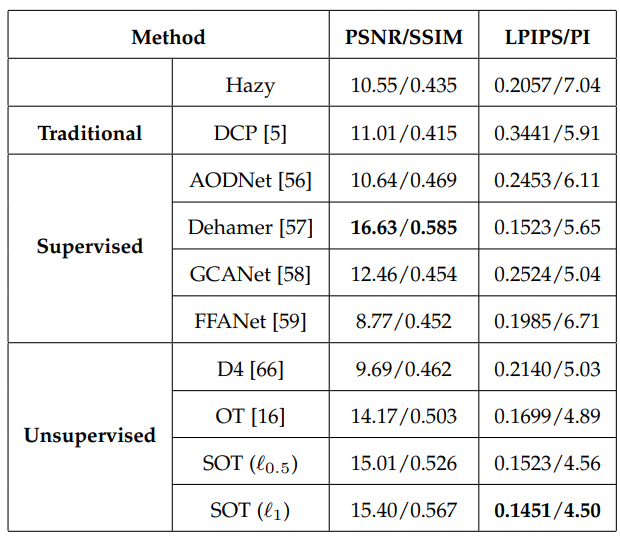 Method PSNR/SSIM LPIPS/PI
Hazy 10.55/0.435 0.2057/7.04
Traditional DCP [5] 11.01/0.415 0.3441/5.91
Supervised AODNet [56] 10.64/0.469 0.2453/6.11
Dehamer [57] 16.63/0.585 0.1523/5.65
GCANet [58] 12.46/0.454 0.2524/5.04
FFANet [59] 8.77/0.452 0.1985/6.71
Unsupervised D4 [66] 9.69/0.462 0.2140/5.03
OT [16] 14.17/0.503 0.1699/4.89
SOT (ℓ0.5) 15.01/0.526 0.1523/4.56
SOT (ℓ1) 15.40/0.567 0.1451/4.50